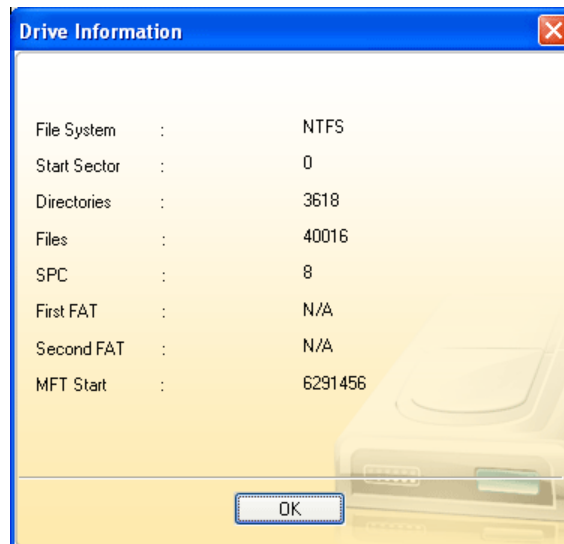 Drive Information
File System : NTFS
Start Sector : 0
Directories : 3618
Files : 40016
SPC : 8
First FAT : N/A
Second FAT : N/A
MFT Start : 6291456
OK